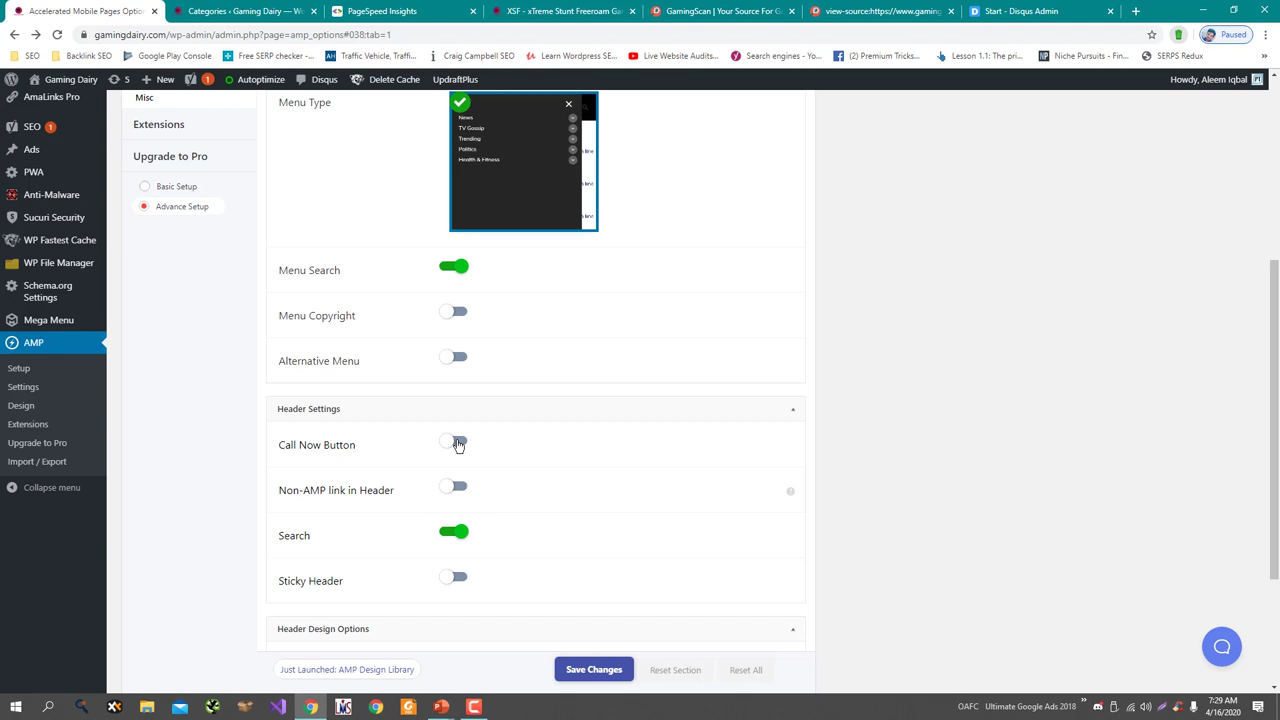 Accelerated Mobile Pages Option
Categories ‹ Gaming Dairy — W
PageSpeed Insights
XSF - xTreme Stunt Freeroam Ga
GamingScan | Your Source For G
view-source:https://www.gaming
Start - Disqus Admin
gamingdairy.com/wp-admin/admin.php?page=amp_options#038;tab=1
Paused
SEO
Backlink SEO
Google Play Console
Free SERP checker -...
Traffic Vehicle, Traffi...
Craig Campbell SEO
Learn Wordpress SE...
Live Website Audits...
Search engines - Yo...
(2) Premium Tricks...
Lesson 1.1: The pri...
Niche Pursuits - Fin...
SERPS Redux
Gaming Dairy
5
New
1
Autoptimize
Disqus
Delete Cache
UpdraftPlus
Howdy, Aleem Iqbal
AmaLinks Pro
SEO 1
Ads
PWA
Anti-Malware
Sucuri Security
WP Fastest Cache
WP File Manager
Schema.org
Settings
Mega Menu
AMP
Setup
Settings
Design
Extensions
Upgrade to Pro
Import / Export
Collapse menu
Misc
Extensions
Upgrade to Pro
Basic Setup
Advance Setup
Menu Type
News
TV Gossip
Trending
Politics
Health & Fitness
Menu Search
Menu Copyright
Alternative Menu
Header Settings
Call Now Button
Non-AMP link in Header
Search
Sticky Header
Header Design Options
Just Launched: AMP Design Library
Save Changes
Reset Section
Reset All
OAFC
Ultimate Google Ads 2018
7:29 AM
4/16/2020